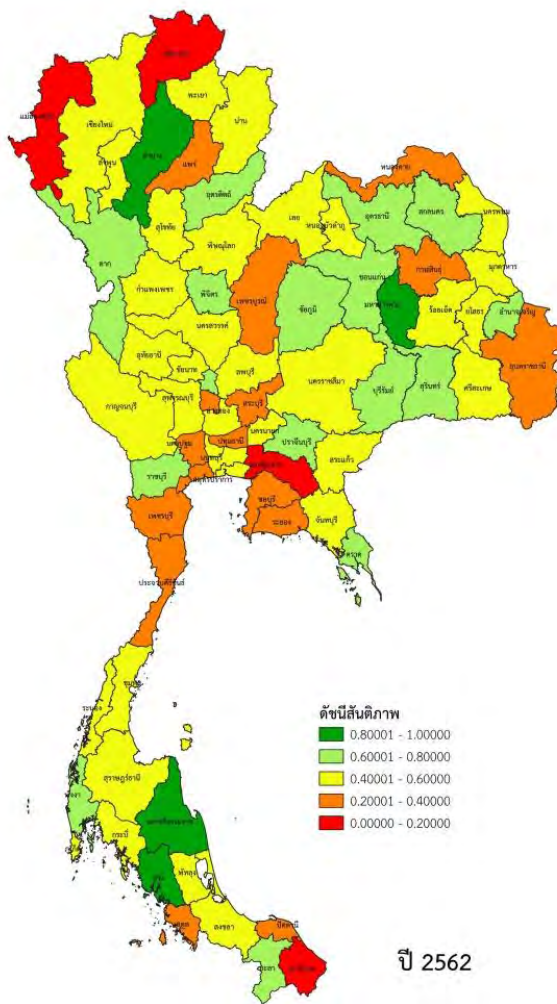 พะเยา
เชียงใหม่
น่าน
ลำพูน
แพร่
อุตรดิตถ์
หนองคาย
เลย
อุดรธานี
สกลนคร
นครพนม
สุโขทัย
ตาก
พิษณุโลก
หนองบัวลำภู
ขอนแก่น
กาฬสินธุ์
มุกดาหาร
กำแพงเพชร
พิจิตร
เพชรบูรณ์
ชัยภูมิ
มหาสารคาม
ร้อยเอ็ด
ยโสธร
อำนาจเจริญ
อุบลราชธานี
นครสวรรค์
อุทัยธานี
ชัยนาท
ลพบุรี
นครราชสีมา
บุรีรัมย์
สุรินทร์
ศรีสะเกษ
กาญจนบุรี
สุพรรณบุรี
สระบุรี
นครนายก
ปทุมธานี
ปราจีนบุรี
สระแก้ว
นครปฐม
ราชบุรี
สมุทรปราการ
ชลบุรี
เพชรบุรี
ระยอง
จันทบุรี
ตราด
ประจวบคีรีขันธ์
ชุมพร
ระนอง
สุราษฎร์ธานี
พังงา
นครศรีธรรมราช
กระบี่
พัทลุง
สงขลา
ปัตตานี
ดัชนีสันติภาพ
0.80001 - 1.00000
0.60001 - 0.80000
0.40001 - 0.60000
0.20001 - 0.40000
0.00000 - 0.20000
ปี 2562